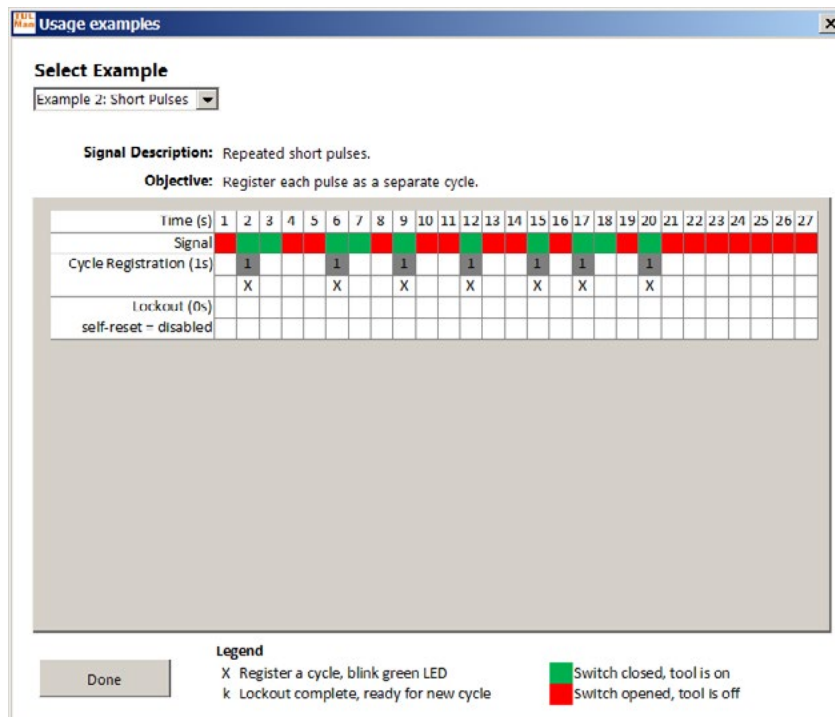 TUL
Man
Usage examples
Select Example
Example 2: Short Pulses
Signal Description: Repeated short pulses.
Objective: Register each pulse as a separate cycle.
Time (s) 1 2 3 4 5 6 7 8 9 10 11 12 13 14 15 16 17 18 19 20 21 22 23 24 25 26 27
Signal
Cycle Registration (1s) 1 1 1 1 1 1 1
X X X X X X X
Lockout (0s)
self-reset = disabled
Legend
X Register a cycle, blink green LED
k Lockout complete, ready for new cycle
Switch closed, tool is on
Switch opened, tool is off
Done